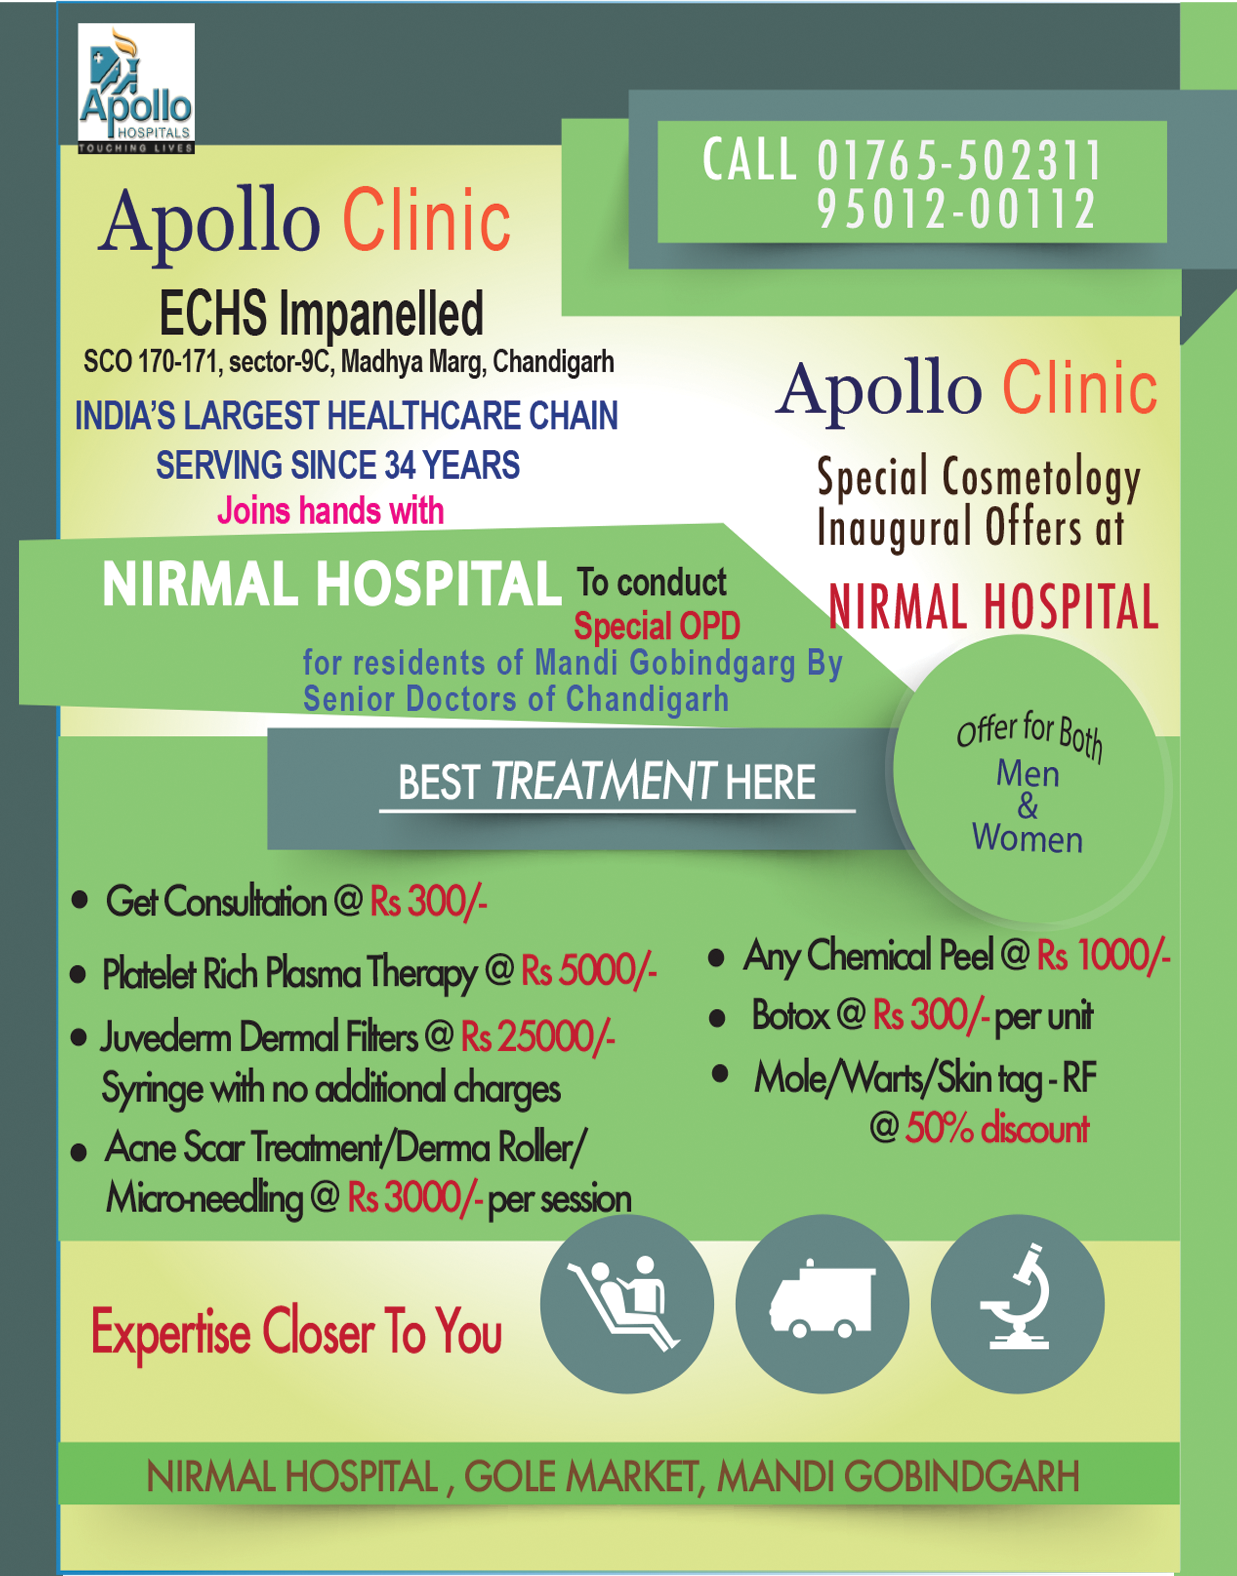 Apollo
HOSPITALS
TOUCHING LIVES
CALL 01765-502311
95012-00112
Apollo Clinic
ECHS Impanelled
SCO 170-171, sector-9C, Madhya Marg, Chandigarh
INDIA'S LARGEST HEALTHCARE CHAIN
SERVING SINCE 34 YEARS
Joins hands with
NIRMAL HOSPITAL To conduct
Special OPD
for residents of Mandi Gobindgarg By
Senior Doctors of Chandigarh
Apollo Clinic
Special Cosmetology
Inaugural Offers at
NIRMAL HOSPITAL
Offer for Both
Men
&
Women
BEST TREATMENT HERE
• Get Consultation @ Rs 300/-
• Platelet Rich Plasma Therapy @ Rs 5000/-
• Juvederm Dermal Filters @ Rs 25000/-
Syringe with no additional charges
• Acne Scar Treatment/Derma Roller/
Micro-needling @ Rs 3000/- per session
• Any Chemical Peel @ Rs 1000/-
• Botox @ Rs 300/- per unit
• Mole/Warts/Skin tag - RF
@ 50% discount
Expertise Closer To You
NIRMAL HOSPITAL , GOLE MARKET, MANDI GOBINDGARH